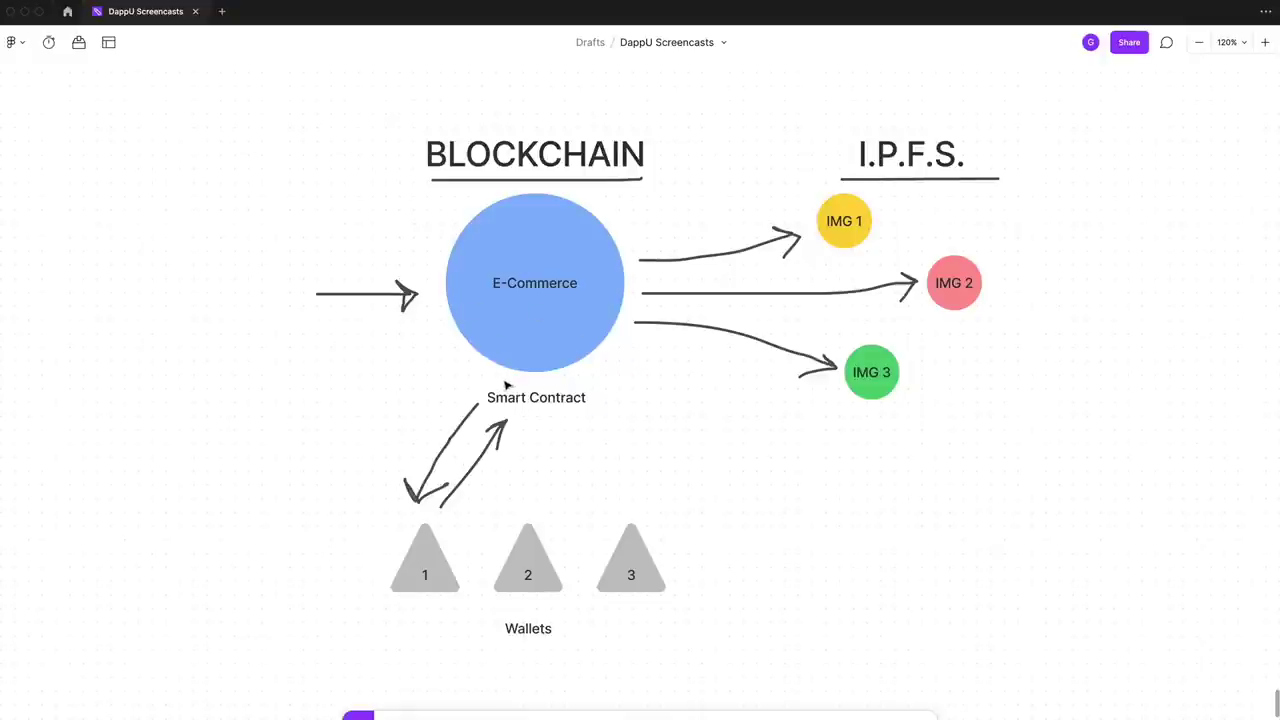 DappU Screencasts
Drafts / DappU Screencasts
G
Share
120%
BLOCKCHAIN
I.P.F.S.
IMG 1
E-Commerce
IMG 2
IMG 3
Smart Contract
1
2
3
Wallets